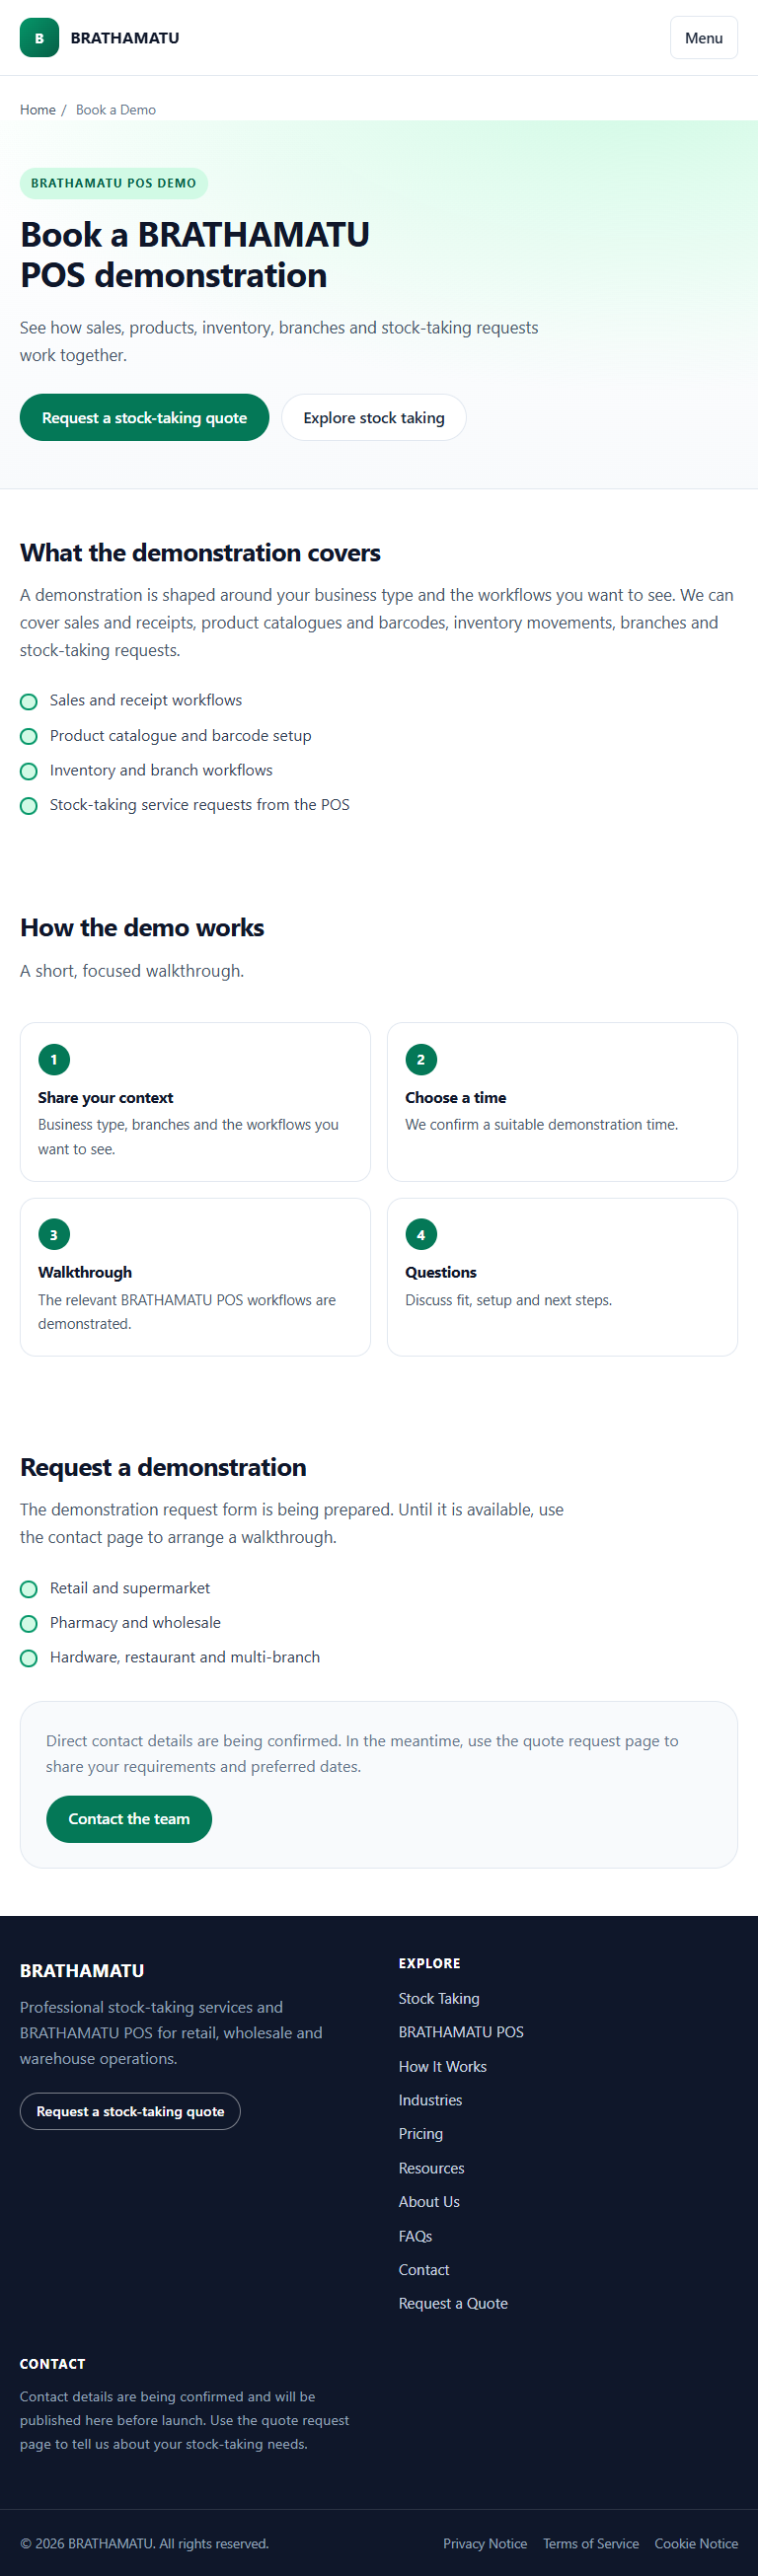 B
BRATHAMATU
Menu
Home / Book a Demo
BRATHAMATU POS DEMO
Book a BRATHAMATU
POS demonstration
See how sales, products, inventory, branches and stock-taking requests
work together.
Request a stock-taking quote
Explore stock taking
What the demonstration covers
A demonstration is shaped around your business type and the workflows you want to see. We can
cover sales and receipts, product catalogues and barcodes, inventory movements, branches and
stock-taking requests.
Sales and receipt workflows
Product catalogue and barcode setup
Inventory and branch workflows
Stock-taking service requests from the POS
How the demo works
A short, focused walkthrough.
1
Share your context
Business type, branches and the workflows you
want to see.
2
Choose a time
We confirm a suitable demonstration time.
3
Walkthrough
The relevant BRATHAMATU POS workflows are
demonstrated.
4
Questions
Discuss fit, setup and next steps.
Request a demonstration
The demonstration request form is being prepared. Until it is available, use
the contact page to arrange a walkthrough.
Retail and supermarket
Pharmacy and wholesale
Hardware, restaurant and multi-branch
Direct contact details are being confirmed. In the meantime, use the quote request page to
share your requirements and preferred dates.
Contact the team
BRATHAMATU
Professional stock-taking services and
BRATHAMATU POS for retail, wholesale and
warehouse operations.
Request a stock-taking quote
EXPLORE
Stock Taking
BRATHAMATU POS
How It Works
Industries
Pricing
Resources
About Us
FAQs
Contact
Request a Quote
CONTACT
Contact details are being confirmed and will be
published here before launch. Use the quote request
page to tell us about your stock-taking needs.
© 2026 BRATHAMATU. All rights reserved.
Privacy Notice
Terms of Service
Cookie Notice